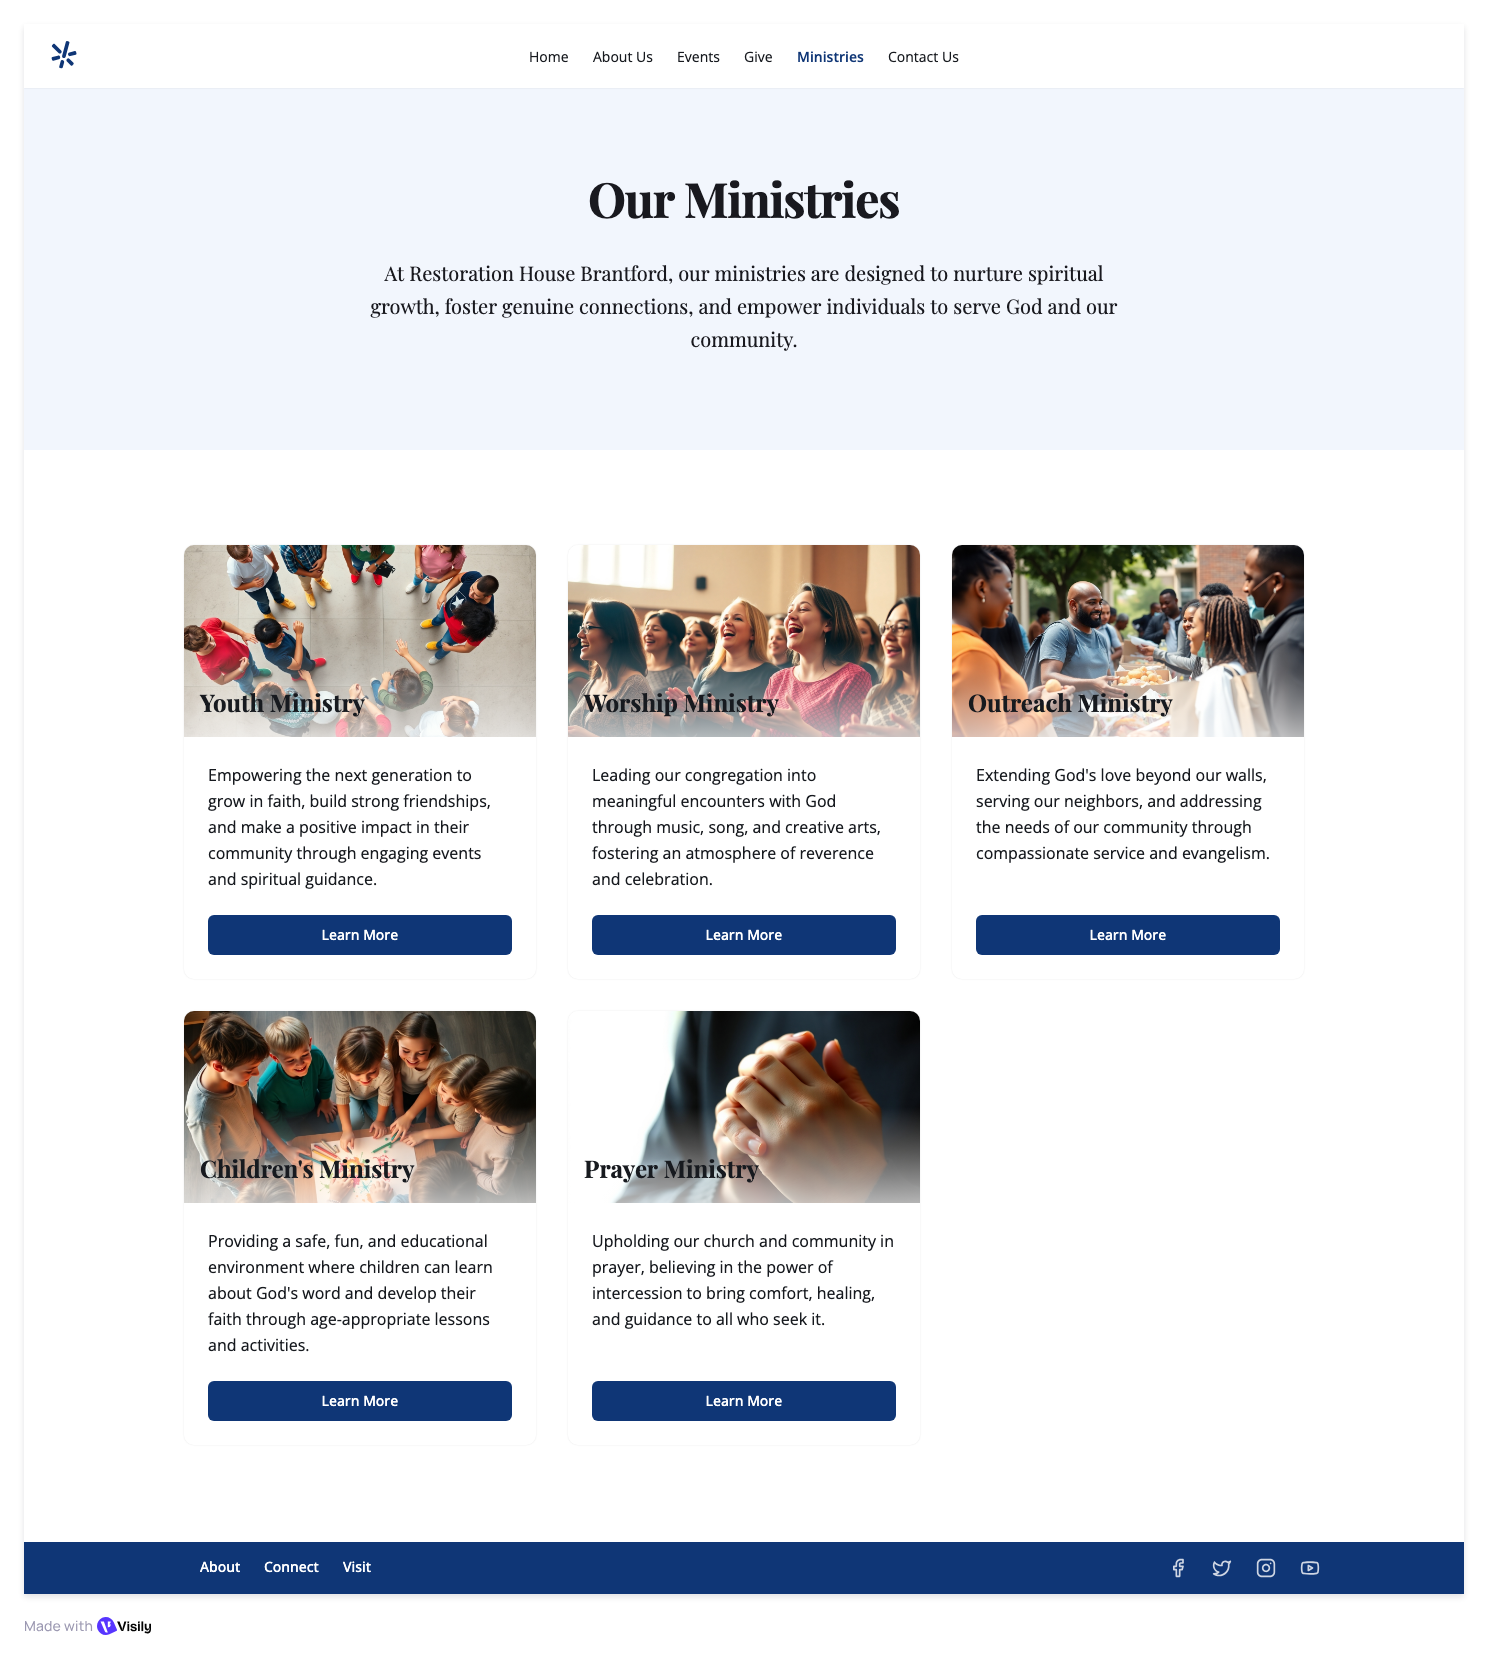 Home About Us Events Give Ministries Contact Us
Our Ministries
At Restoration House Brantford, our ministries are designed to nurture spiritual
growth, foster genuine connections, and empower individuals to serve God and our
community.
Youth Ministry
Empowering the next generation to
grow in faith, build strong friendships,
and make a positive impact in their
community through engaging events
and spiritual guidance.
Learn More
Worship Ministry
Leading our congregation into
meaningful encounters with God
through music, song, and creative arts,
fostering an atmosphere of reverence
and celebration.
Learn More
Outreach Ministry
Extending God's love beyond our walls,
serving our neighbors, and addressing
the needs of our community through
compassionate service and evangelism.
Learn More
Children's Ministry
Providing a safe, fun, and educational
environment where children can learn
about God's word and develop their
faith through age-appropriate lessons
and activities.
Learn More
Prayer Ministry
Upholding our church and community in
prayer, believing in the power of
intercession to bring comfort, healing,
and guidance to all who seek it.
Learn More
About Connect Visit
Made with Visily